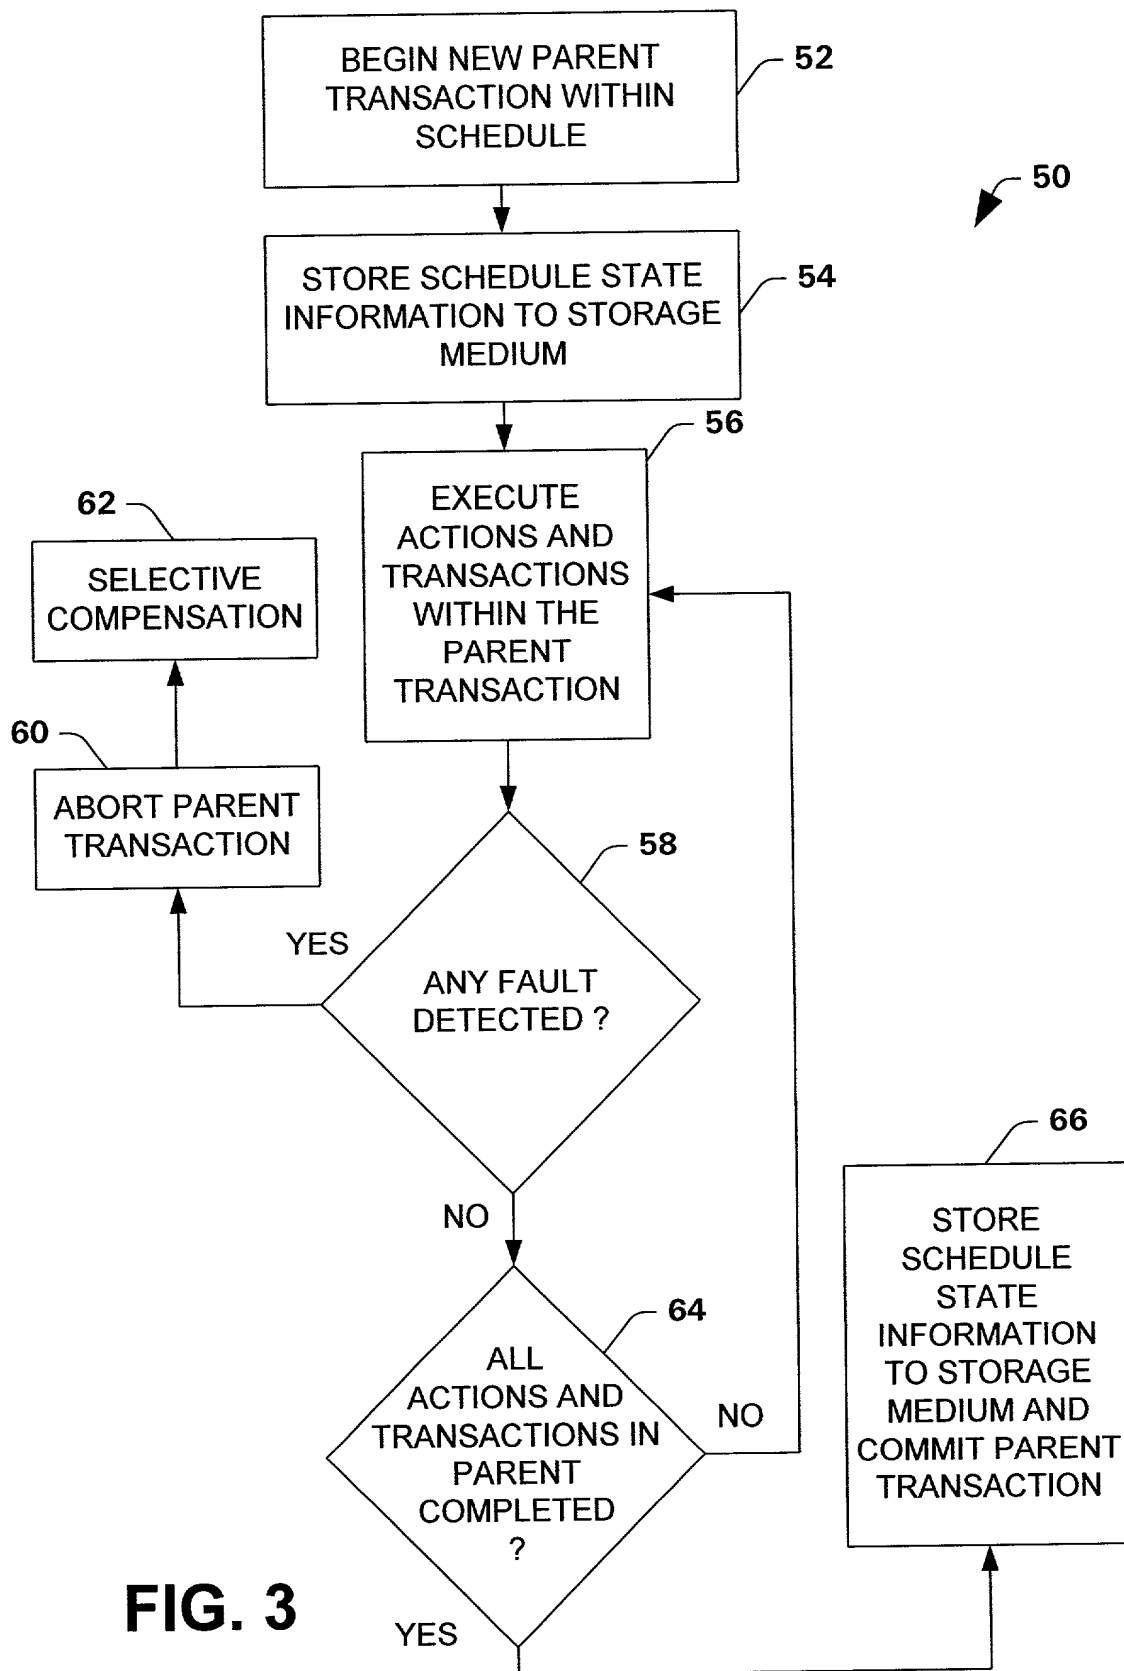 BEGIN NEW PARENT
TRANSACTION WITHIN
SCHEDULE
52
50
STORE SCHEDULE STATE
INFORMATION TO STORAGE
MEDIUM
54
56
EXECUTE
ACTIONS AND
TRANSACTIONS
WITHIN THE
PARENT
TRANSACTION
62
SELECTIVE
COMPENSATION
60
ABORT PARENT
TRANSACTION
58
YES
ANY FAULT
DETECTED ?
NO
66
STORE
SCHEDULE
STATE
INFORMATION
TO STORAGE
MEDIUM AND
COMMIT PARENT
TRANSACTION
64
ALL
ACTIONS AND
TRANSACTIONS IN
PARENT
COMPLETED
?
NO
YES
FIG. 3